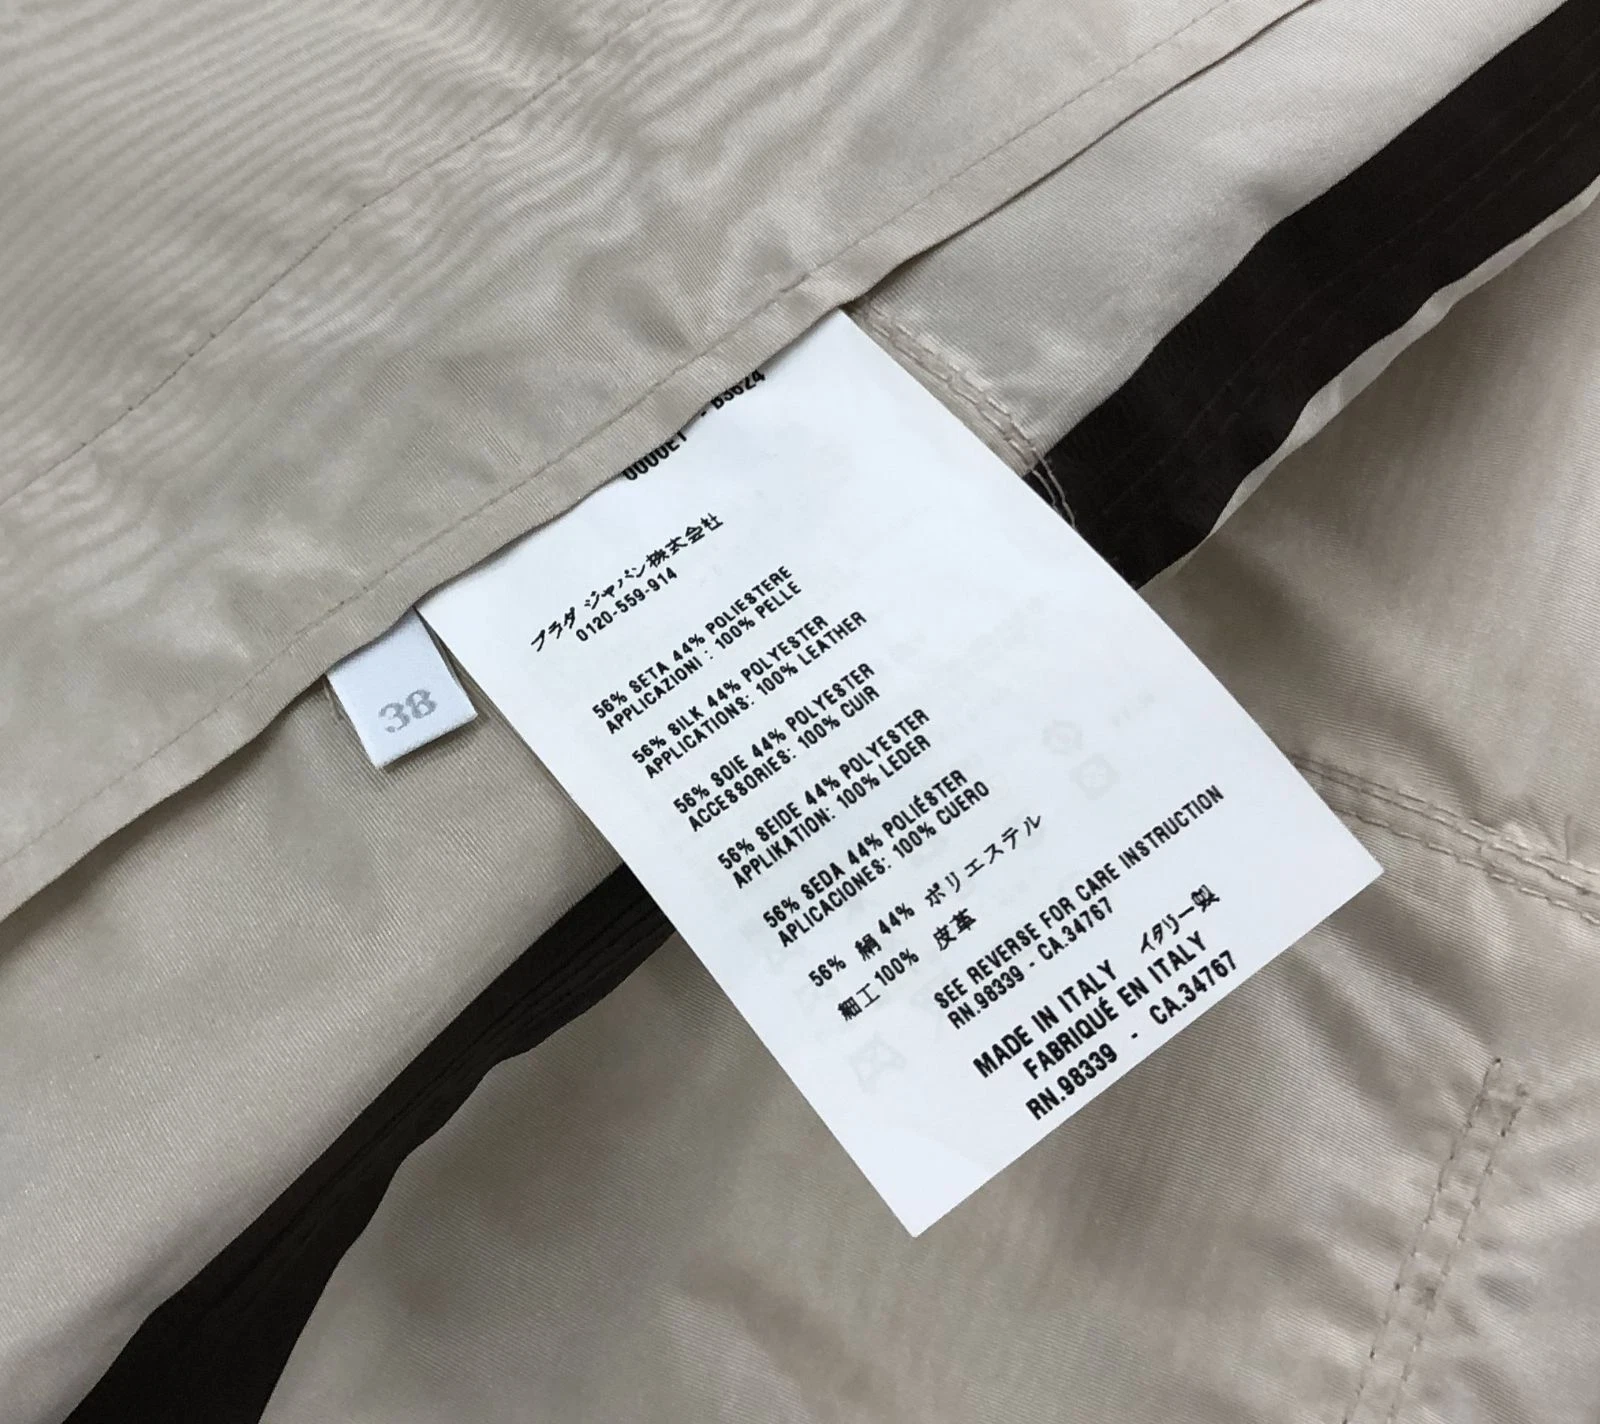 プラダ ジャパン株式会社
0120-559-914
56% SETA 44% POLIESTERE
APPLICAZIONI : 100% PELLE
56% SILK 44% POLYESTER
APPLICATIONS: 100% LEATHER
56% SOIE 44% POLYESTER
ACCESSORIES: 100% CUIR
56% SEIDE 44% POLYESTER
APPLIKATION: 100% LEDER
56% SEDA 44% POLIÉSTER
APLICACIONES: 100% CUERO
56% 絹 44% ポリエステル
細工100% 皮革
SEE REVERSE FOR CARE INSTRUCTION
RN.98339 - CA.34767
MADE IN ITALY イタリー製
FABRIQUÉ EN ITALY
RN.98339 - CA.34767
38